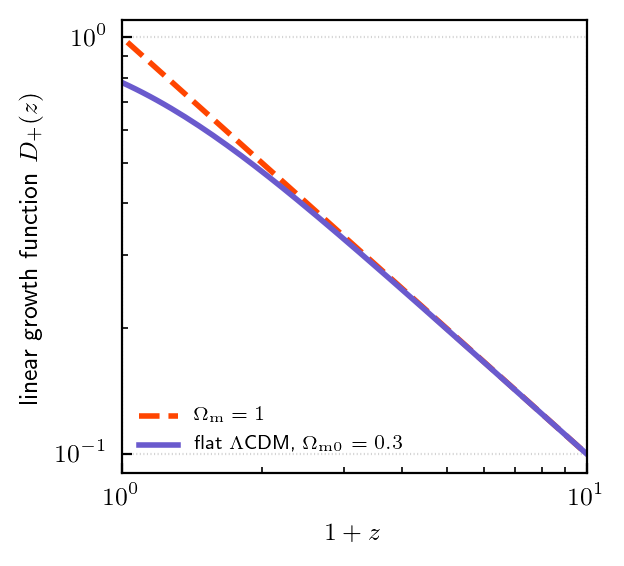 10⁰
linear growth function D₊(z)
Ωₘ = 1
flat ΛCDM, Ωₘ₀ = 0.3
10⁻¹
10⁰
10¹
1 + z